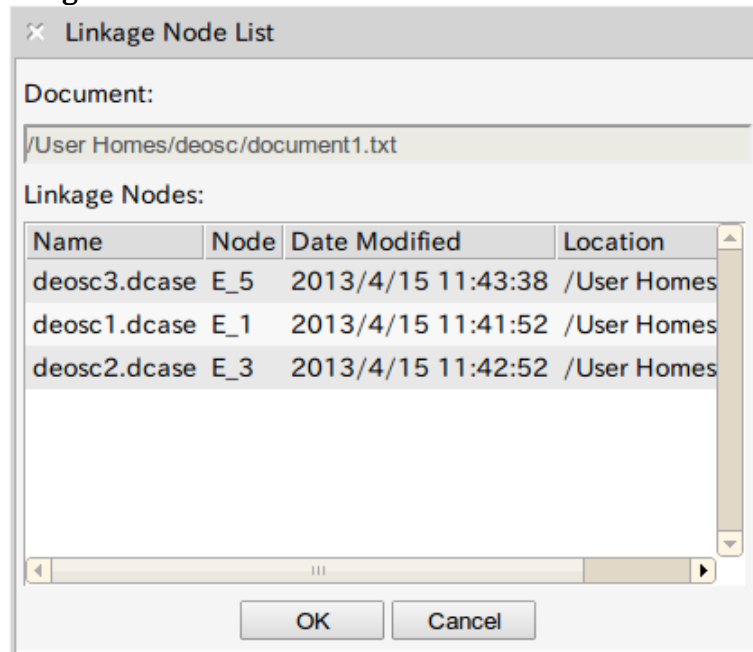 Linkage Node List
Document:
/User Homes/deosc/document1.txt
Linkage Nodes:
Name Node Date Modified Location
deosc3.dcase E_5 2013/4/15 11:43:38 /User Homes
deosc1.dcase E_1 2013/4/15 11:41:52 /User Homes
deosc2.dcase E_3 2013/4/15 11:42:52 /User Homes
OK Cancel